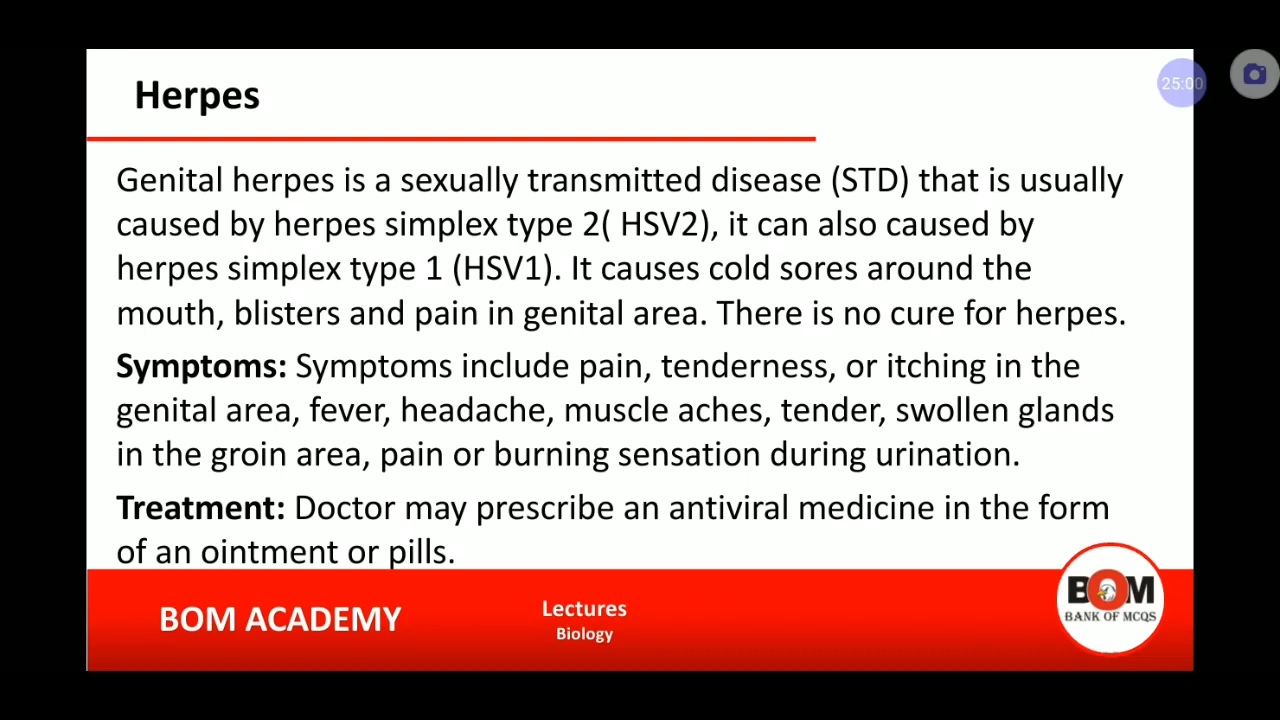 Herpes
25:00
Genital herpes is a sexually transmitted disease (STD) that is usually
caused by herpes simplex type 2( HSV2), it can also caused by
herpes simplex type 1 (HSV1). It causes cold sores around the
mouth, blisters and pain in genital area. There is no cure for herpes.
Symptoms: Symptoms include pain, tenderness, or itching in the
genital area, fever, headache, muscle aches, tender, swollen glands
in the groin area, pain or burning sensation during urination.
Treatment: Doctor may prescribe an antiviral medicine in the form
of an ointment or pills.
BOM ACADEMY
Lectures
Biology
BOM
BANK OF MCQS